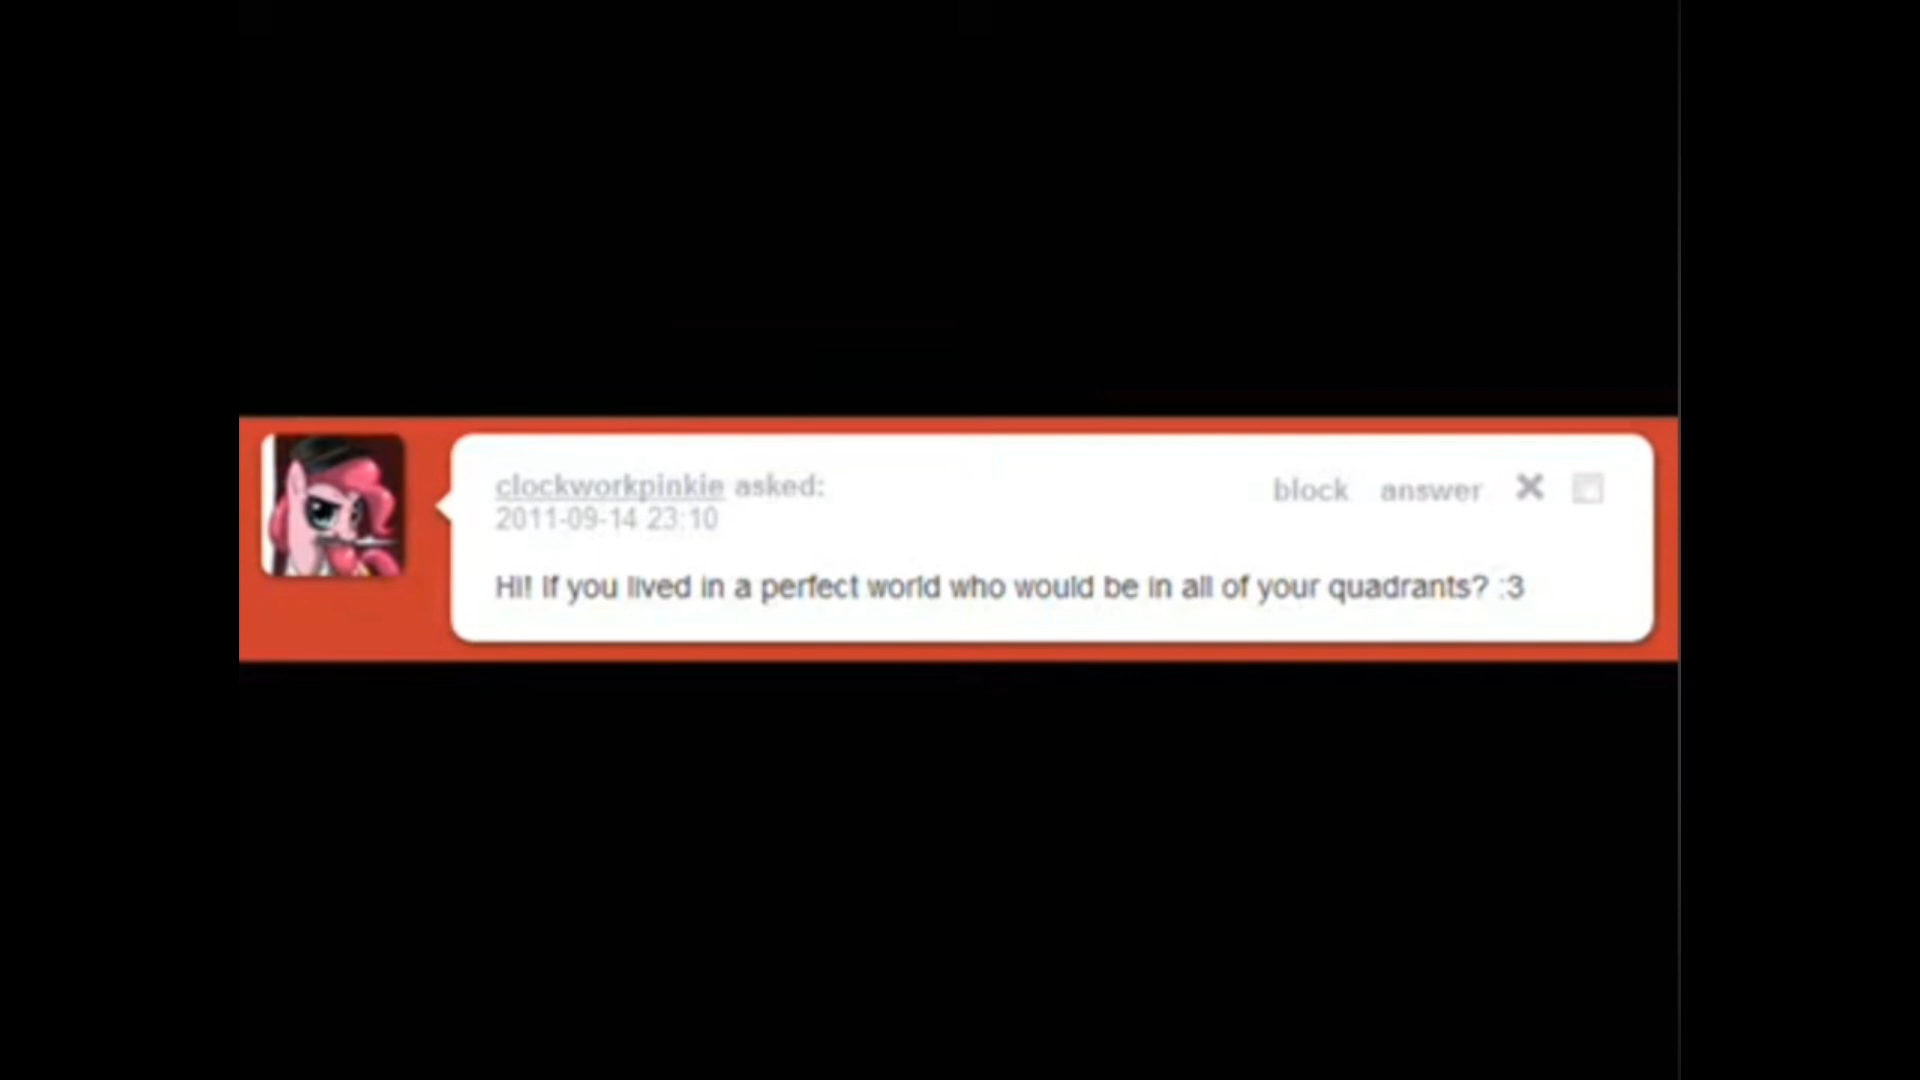 clockworkpinkie asked:
block answer
2011-09-14 23:10
Hi! If you lived in a perfect world who would be in all of your quadrants? :3